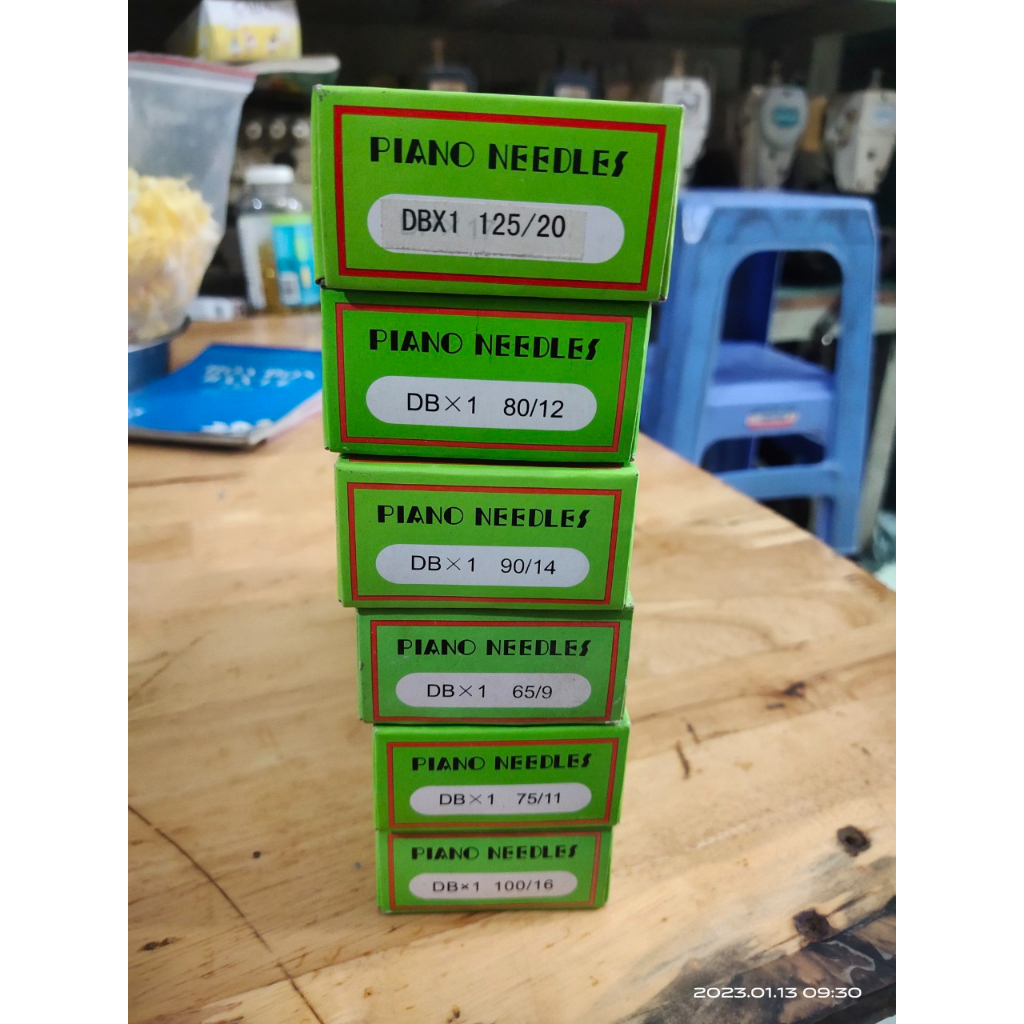 PIANO NEEDLES
DBX1 125/20
PIANO NEEDLES
DB×1 80/12
PIANO NEEDLES
DB×1 90/14
PIANO NEEDLES
DB×1 65/9
PIANO NEEDLES
DB×1 75/11
PIANO NEEDLES
DB×1 100/16
2023.01.13 09:30